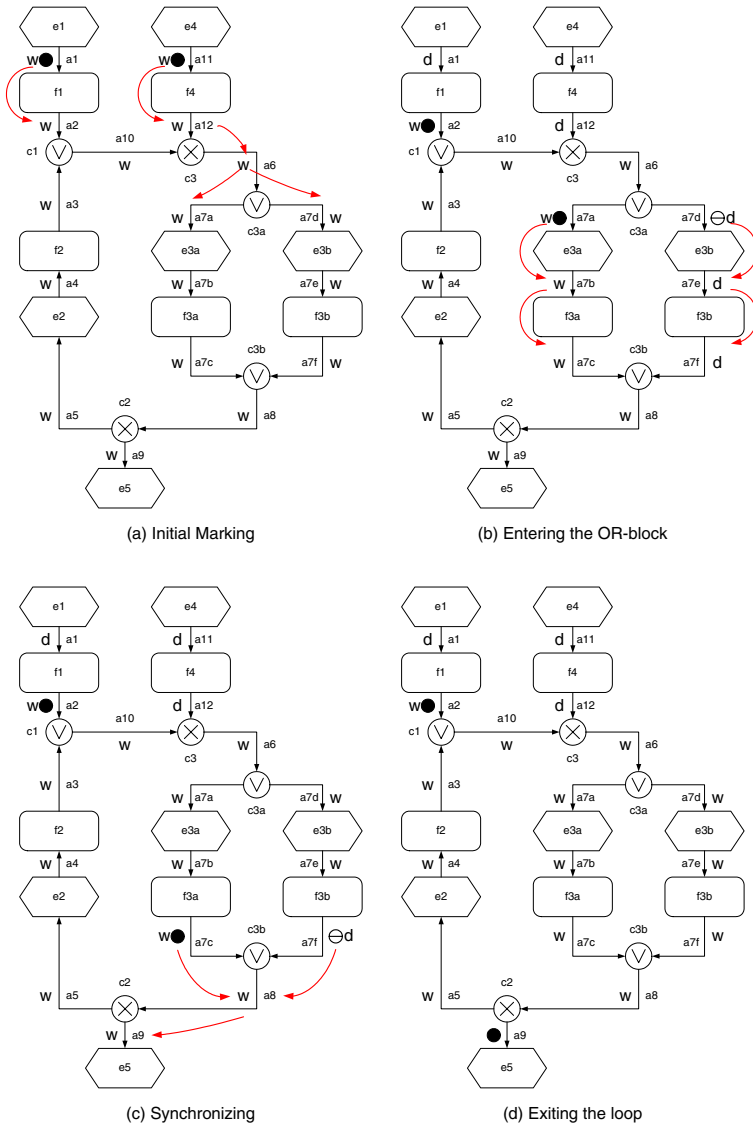 e1
e4
w
a1
w
a11
f1
f4
w
a2
w
a12
a10
c1
w
c3
w
a6
a3
w
w
a7a
a7d
w
c3a
f2
e3a
e3b
w
a4
w
a7b
a7e
w
e2
f3a
f3b
c3b
w
a7c
a7f
w
c2
w
a5
w
a8
w
a9
e5
(a) Initial Marking
e1
e4
d
a1
d
a11
f1
f4
w
a2
d
a12
a10
c1
w
c3
w
a6
a3
w
w
a7a
a7d
d
c3a
f2
e3a
e3b
w
a4
w
a7b
a7e
d
e2
f3a
f3b
c3b
w
a7c
a7f
d
c2
w
a5
w
a8
w
a9
e5
(b) Entering the OR-block
e1
e4
d
a1
d
a11
f1
f4
w
a2
d
a12
a10
c1
w
c3
w
a6
a3
w
w
a7a
a7d
w
c3a
f2
e3a
e3b
w
a4
w
a7b
a7e
w
e2
f3a
f3b
c3b
w
a7c
a7f
d
c2
w
a5
w
a8
w
a9
e5
(c) Synchronizing
e1
e4
d
a1
d
a11
f1
f4
w
a2
d
a12
a10
c1
w
c3
w
a6
a3
w
w
a7a
a7d
w
c3a
f2
e3a
e3b
w
a4
w
a7b
a7e
w
e2
f3a
f3b
c3b
w
a7c
a7f
w
c2
w
a5
w
a8
a9
e5
(d) Exiting the loop